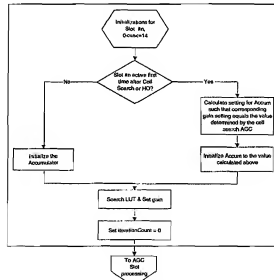 Initializations for
Slot #n,
0<=n<=14
Slot #n active first
time after Cell
Search or HO?
No
Yes
Calculate setting for Accum
such that corresponding
gain setting equals the value
determined by the cell
search AGC
Initialize the
Accumulator
Initialize Accum to the value
calculated above
Search LUT & Set gain
Set iterationCount = 0
To AGC
Slot
processing